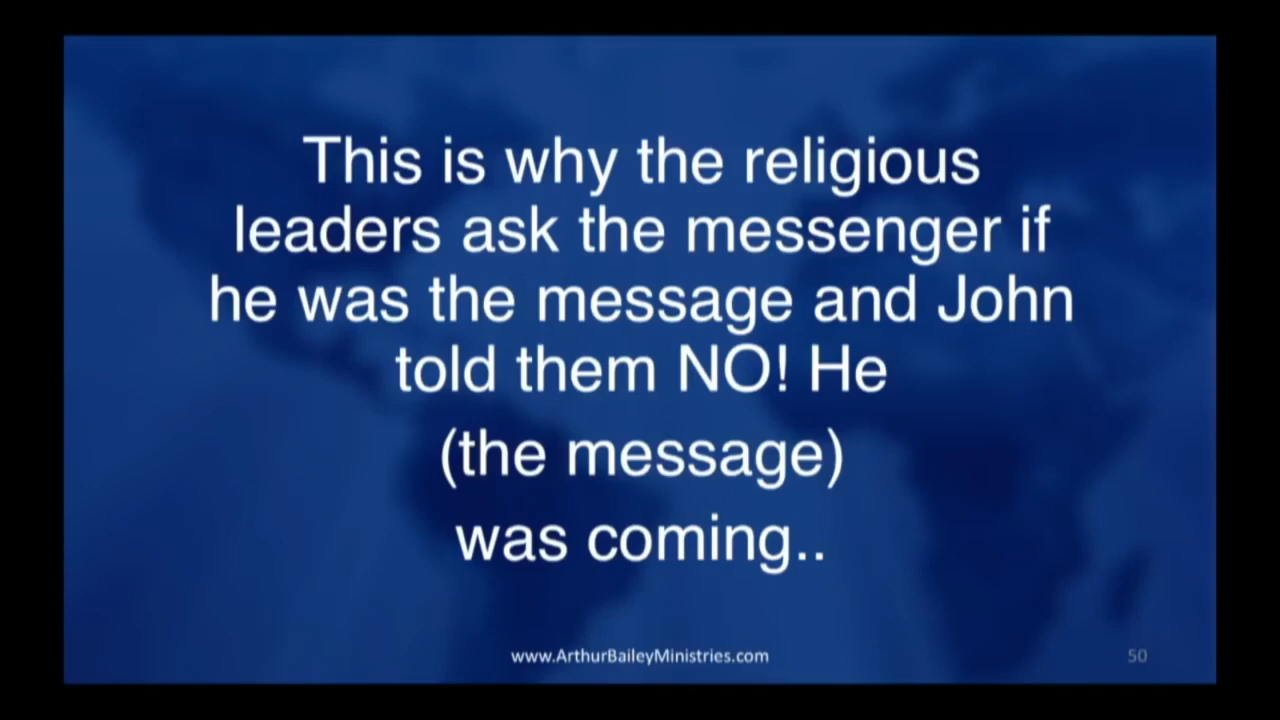 This is why the religious
leaders ask the messenger if
he was the message and John
told them NO! He
(the message)
was coming..
www.ArthurBaileyMinistries.com
50